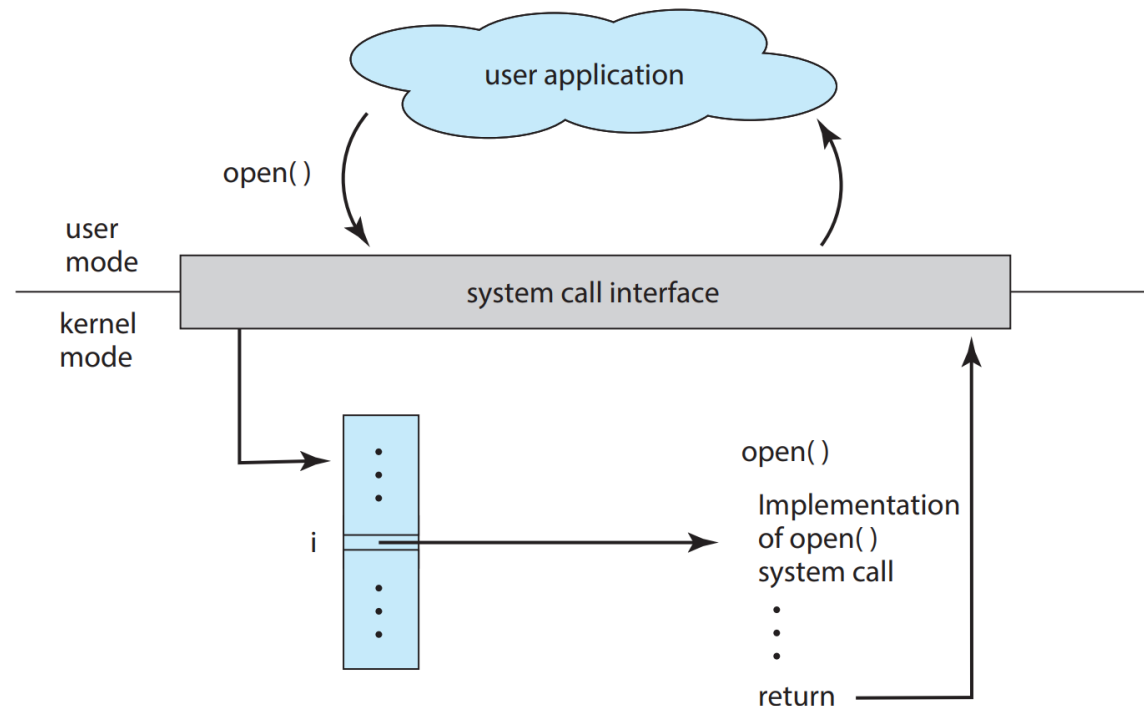 user application
open( )
user
mode
system call interface
kernel
mode
i
open( )
Implementation
of open( )
system call
return